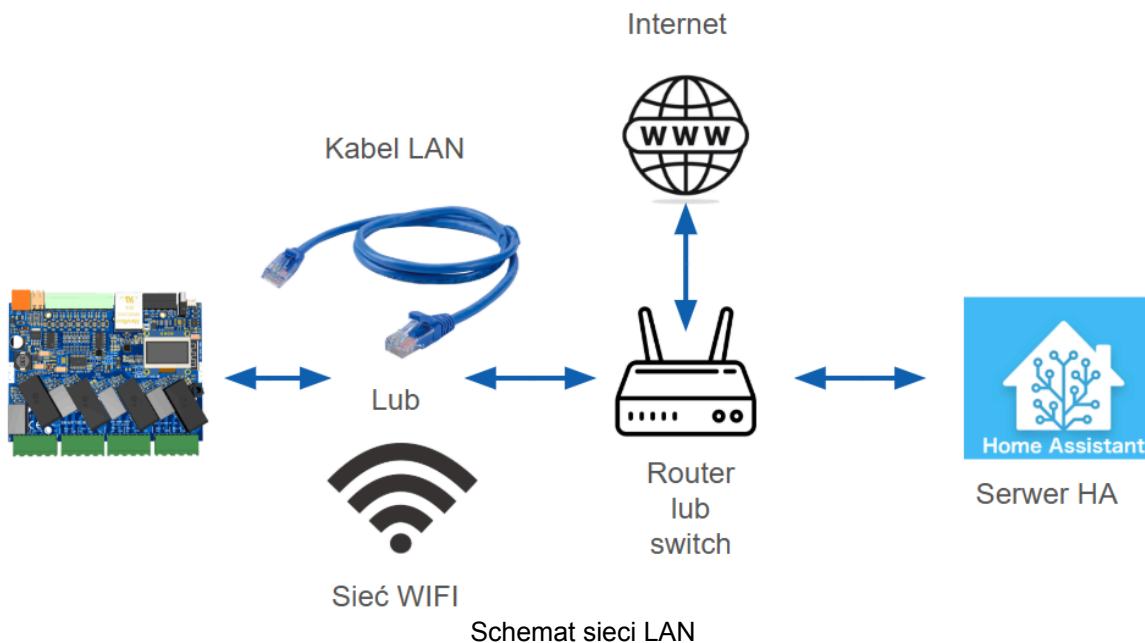 Internet
WWW
Kabel LAN
Lub
Router
lub
switch
Home Assistant
Serwer HA
Sieć WIFI
Schemat sieci LAN